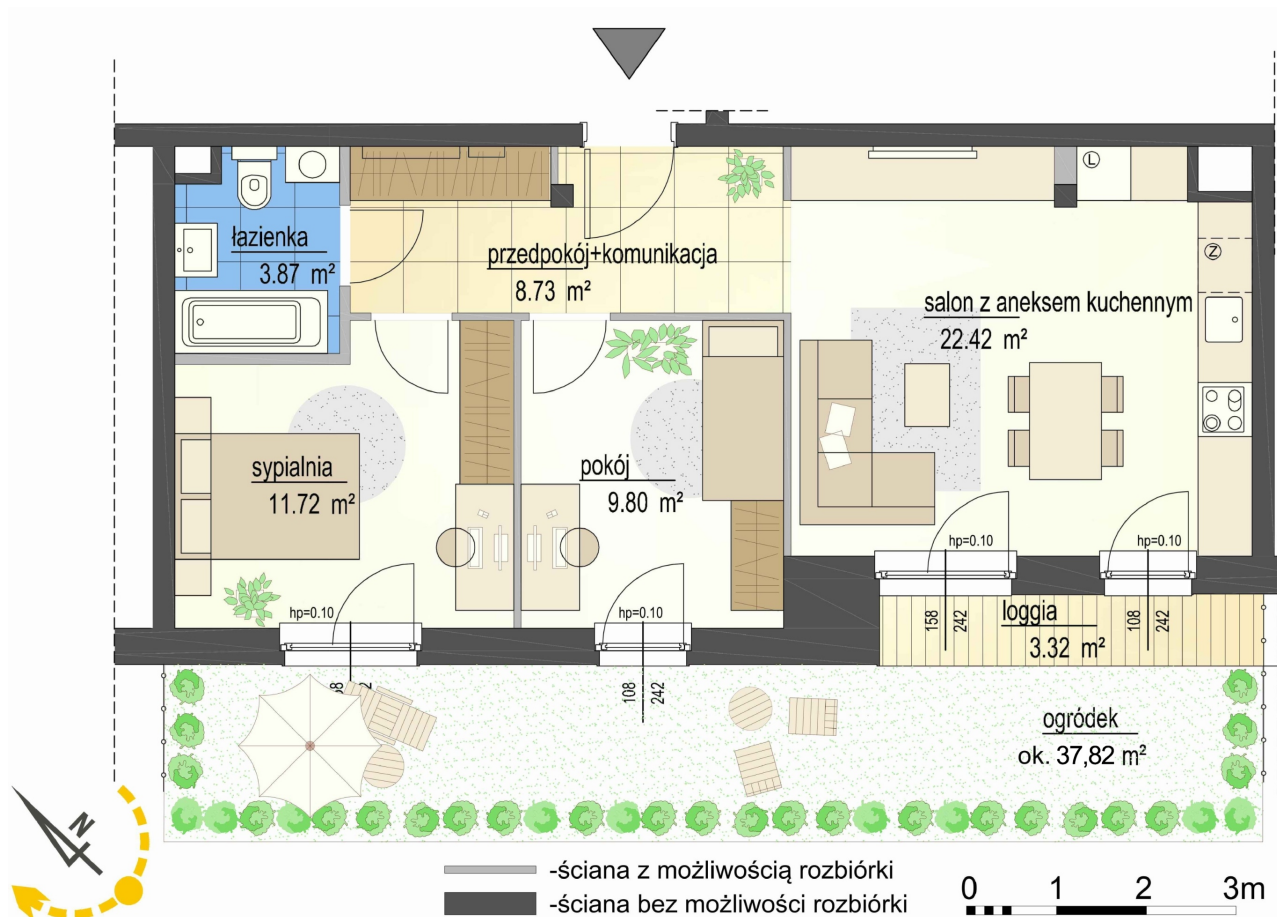 L
łazienka
3.87 m²
przedpokój+komunikacja
8.73 m²
Z
salon z aneksem kuchennym
22.42 m²
sypialnia
11.72 m²
pokój
9.80 m²
hp=0.10
hp=0.10
hp=0.10
hp=0.10
158
242
loggia
3.32 m²
108
242
108
242
ogródek
ok. 37,82 m²
N
-ściana z możliwością rozbiórki
-ściana bez możliwości rozbiórki
0 1 2 3m